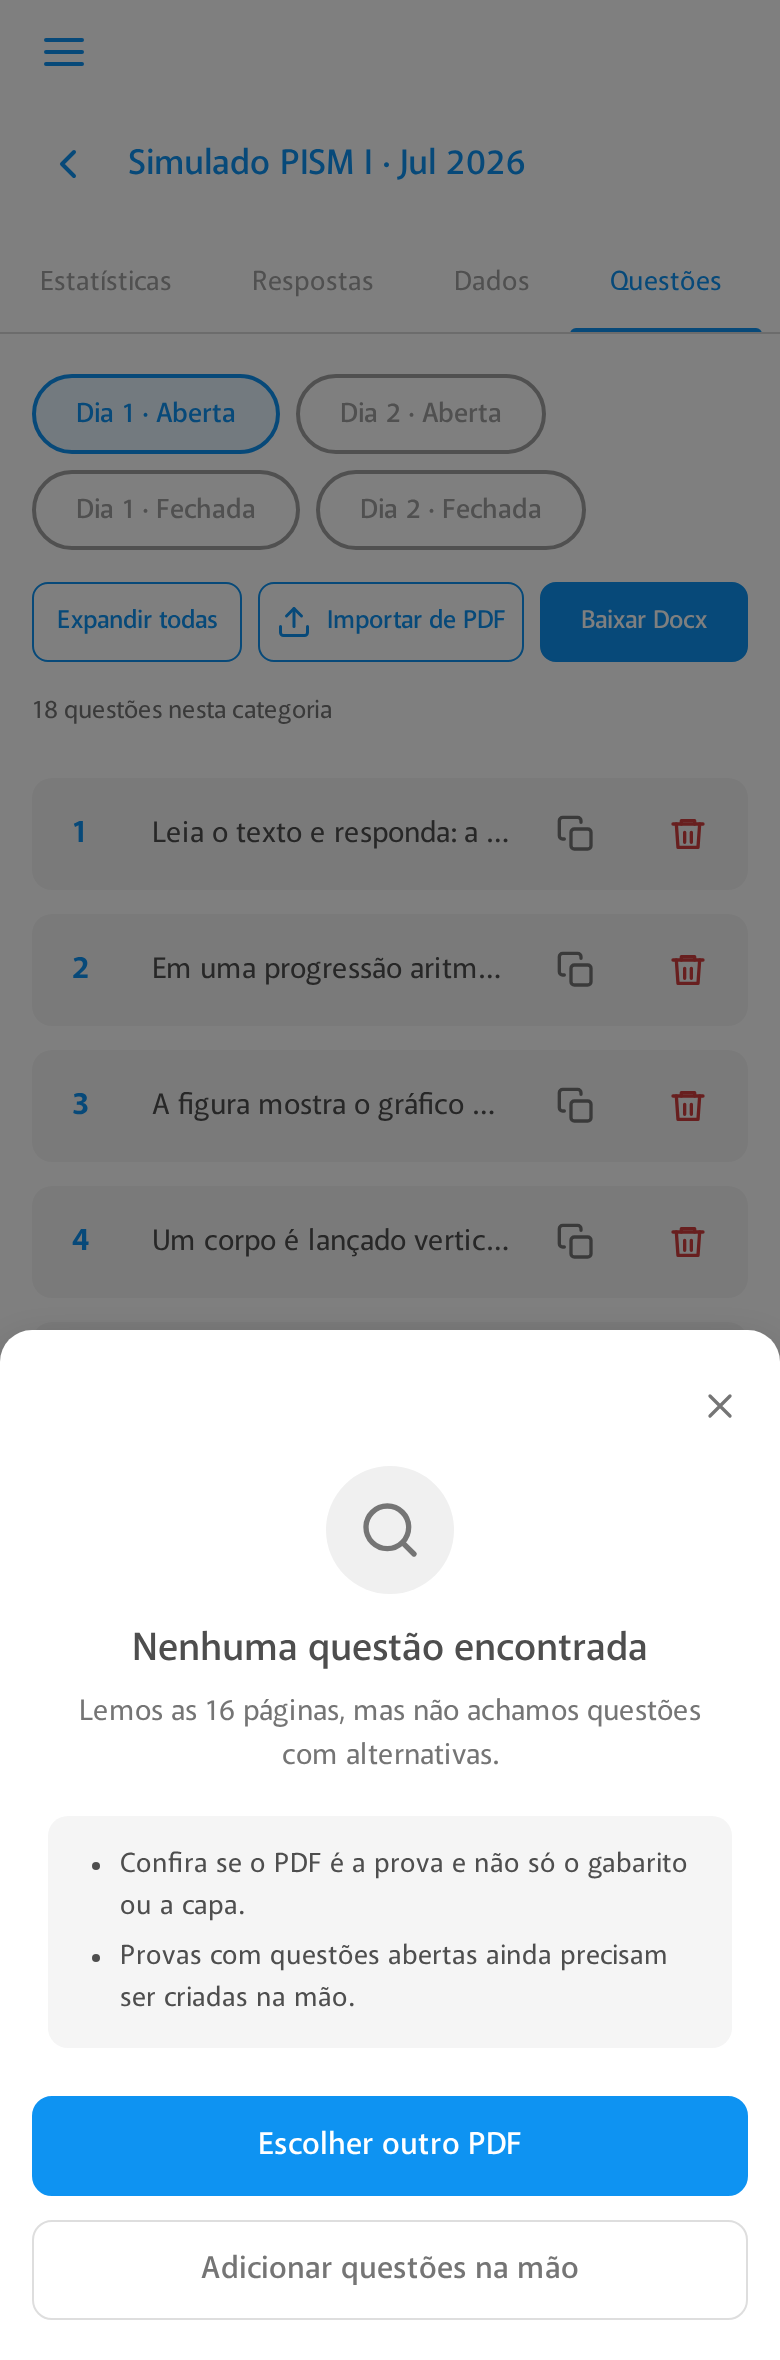 Simulado PISM I · Jul 2026
Estatísticas Respostas Dados Questões
Dia 1 · Aberta Dia 2 · Aberta
Dia 1 · Fechada Dia 2 · Fechada
Expandir todas Importar de PDF Baixar Docx
18 questões nesta categoria
1 Leia o texto e responda: a ...
2 Em uma progressão aritm...
3 A figura mostra o gráfico ...
4 Um corpo é lançado vertic...
Nenhuma questão encontrada
Lemos as 16 páginas, mas não achamos questões
com alternativas.
• Confira se o PDF é a prova e não só o gabarito
ou a capa.
• Provas com questões abertas ainda precisam
ser criadas na mão.
Escolher outro PDF
Adicionar questões na mão